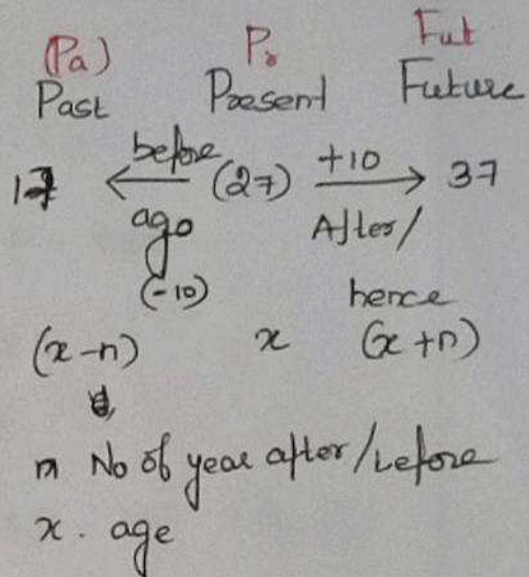 (Pa) Pr Fut
Past Present Future
before +10
17 ← (27) → 37
ago After/
(-10) hence
(x-n) x (x+n)
n No of year after/before
x. age